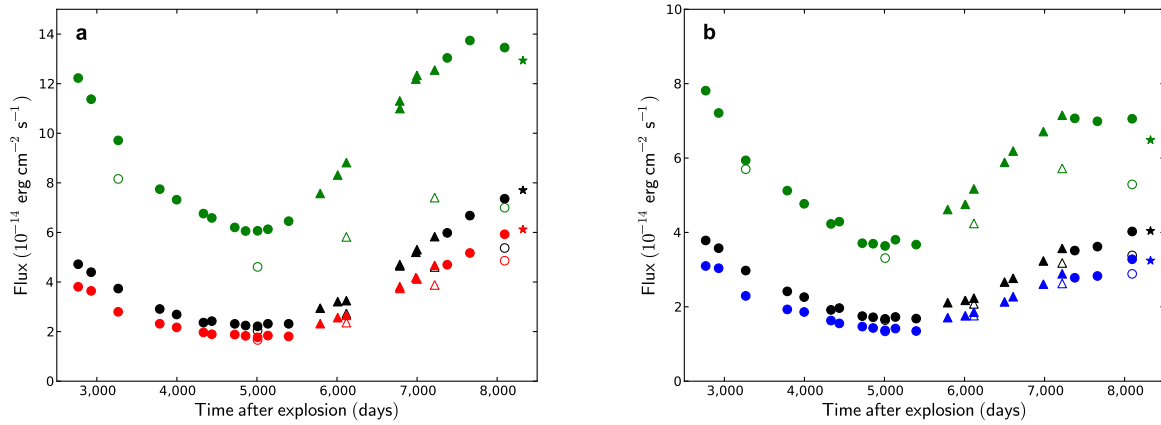 a
14
12
10
8
6
4
2
0
Flux (10⁻¹⁴ erg cm⁻² s⁻¹)
3,000 4,000 5,000 6,000 7,000 8,000
Time after explosion (days)
b
10
8
6
4
2
0
Flux (10⁻¹⁴ erg cm⁻² s⁻¹)
3,000 4,000 5,000 6,000 7,000 8,000
Time after explosion (days)